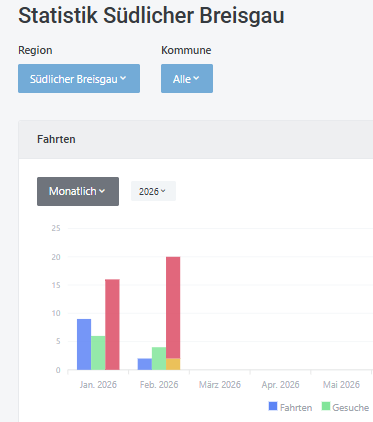 Statistik Südlicher Breisgau
Region Kommune
Südlicher Breisgau Alle
Fahrten
Monatlich 2026
25
20
15
10
5
0
Jan. 2026 Feb. 2026 Mär. 2026 Apr. 2026 Mai 2026
Fahrten Gesuche